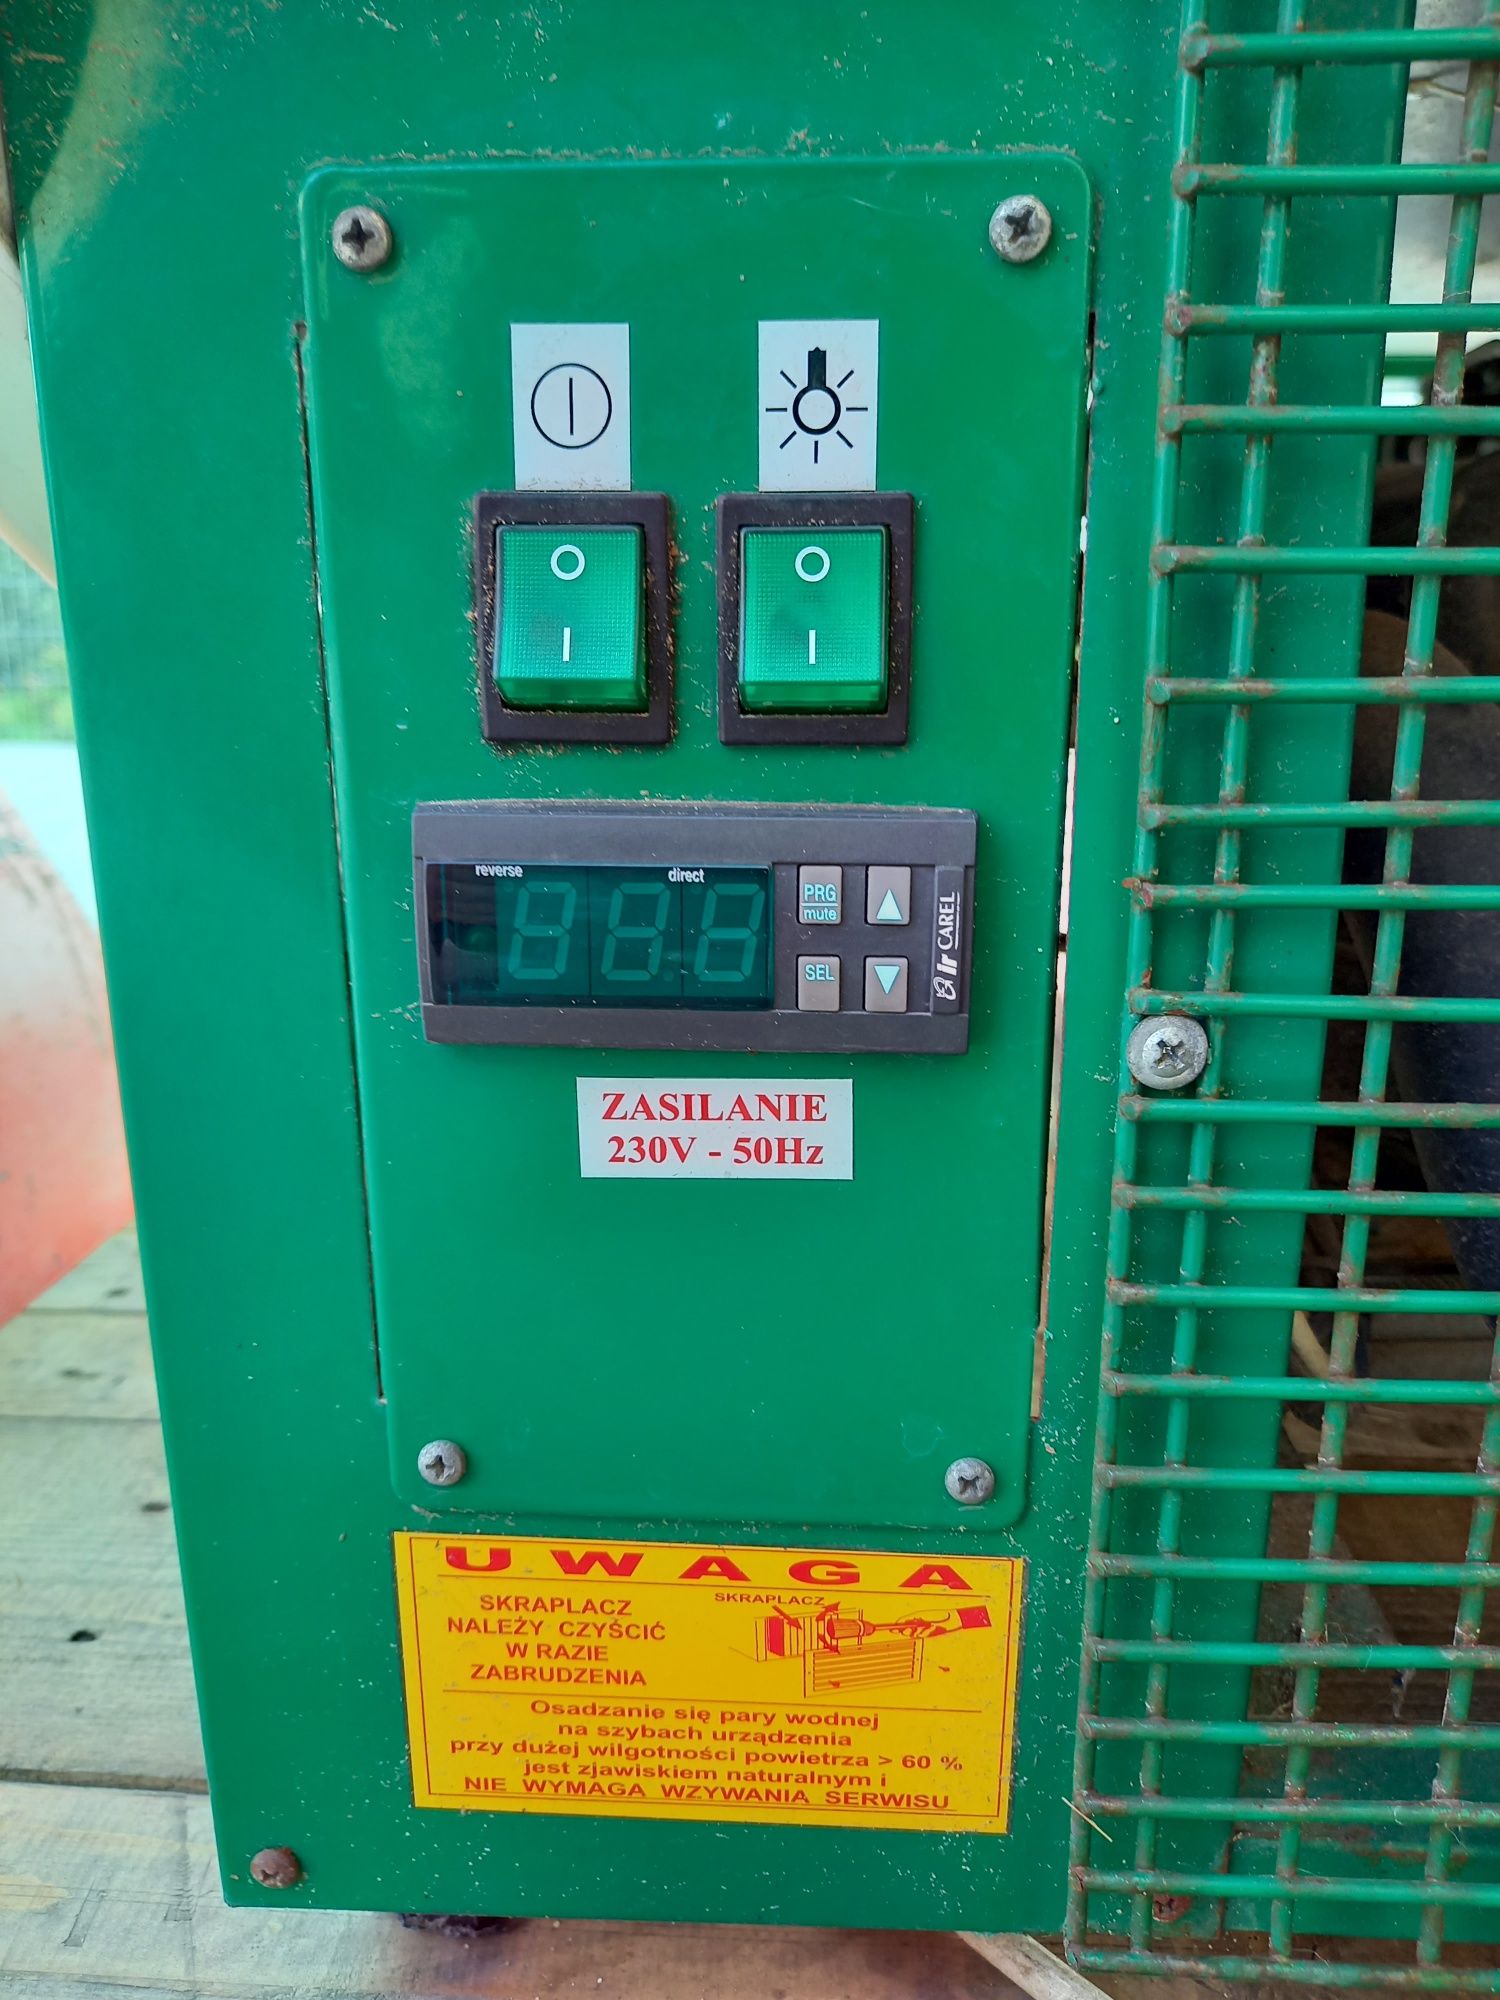 O
I
O
I
reverse
direct
PRG
mute
SEL
ir CAREL
ZASILANIE
230V - 50Hz
UWAGA
SKRAPLACZ
NALEŻY CZYŚCIĆ
W RAZIE
ZABRUDZENIA
SKRAPLACZ
Osadzanie się pary wodnej
na szybach urządzenia
przy dużej wilgotności powietrza > 60 %
jest zjawiskiem naturalnym i
NIE WYMAGA WZYWANIA SERWISU